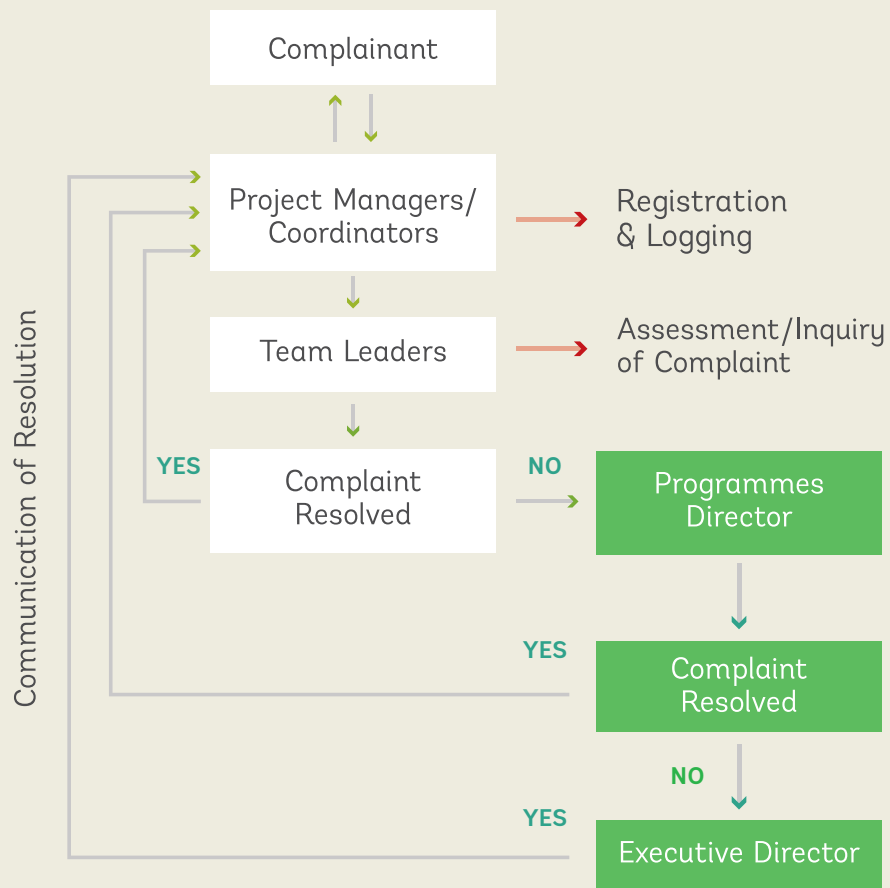 Complainant
Project Managers/
Coordinators
Registration
& Logging
Team Leaders
Assessment/Inquiry
of Complaint
Communication of Resolution
YES
Complaint
Resolved
NO
Programmes
Director
YES
Complaint
Resolved
NO
YES
Executive Director